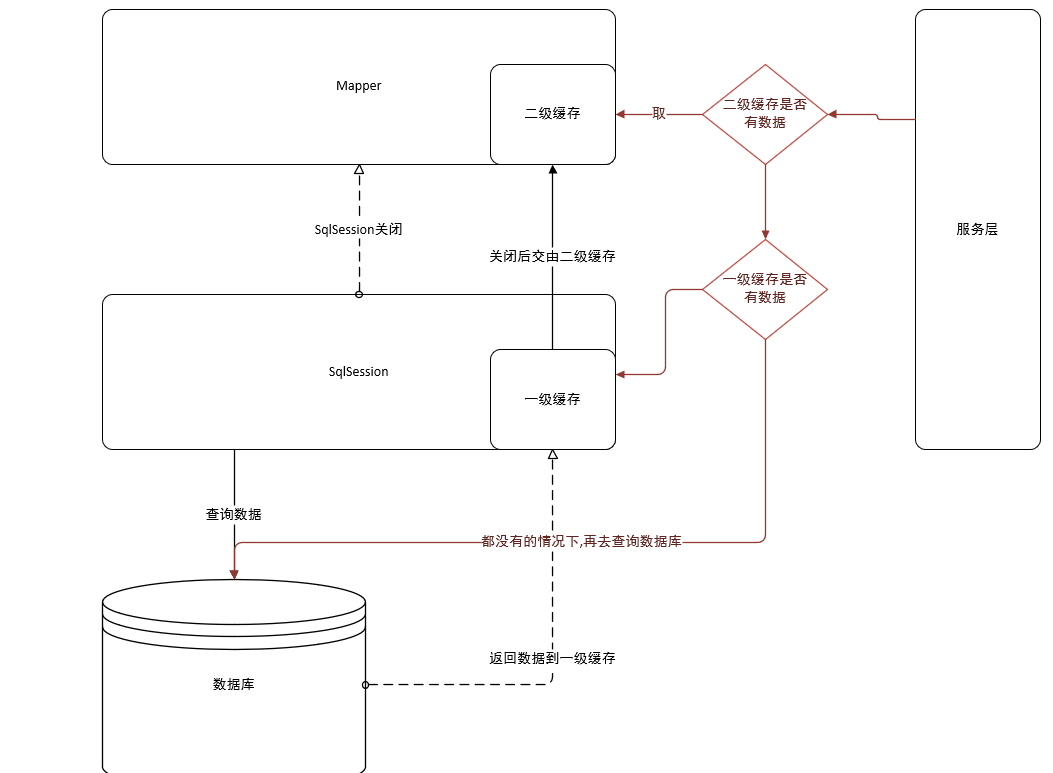 Mapper
二级缓存
取
二级缓存是否
有数据
服务层
SqlSession关闭
关闭后交由二级缓存
一级缓存是否
有数据
SqlSession
一级缓存
查询数据
都没有的情况下,再去查询数据库
返回数据到一级缓存
数据库